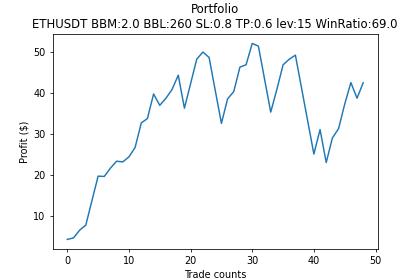 Portfolio
ETHUSDT BBM:2.0 BBL:260 SL:0.8 TP:0.6 lev:15 WinRatio:69.0
50
40
30
20
10
Profit ($)
0 10 20 30 40 50
Trade counts